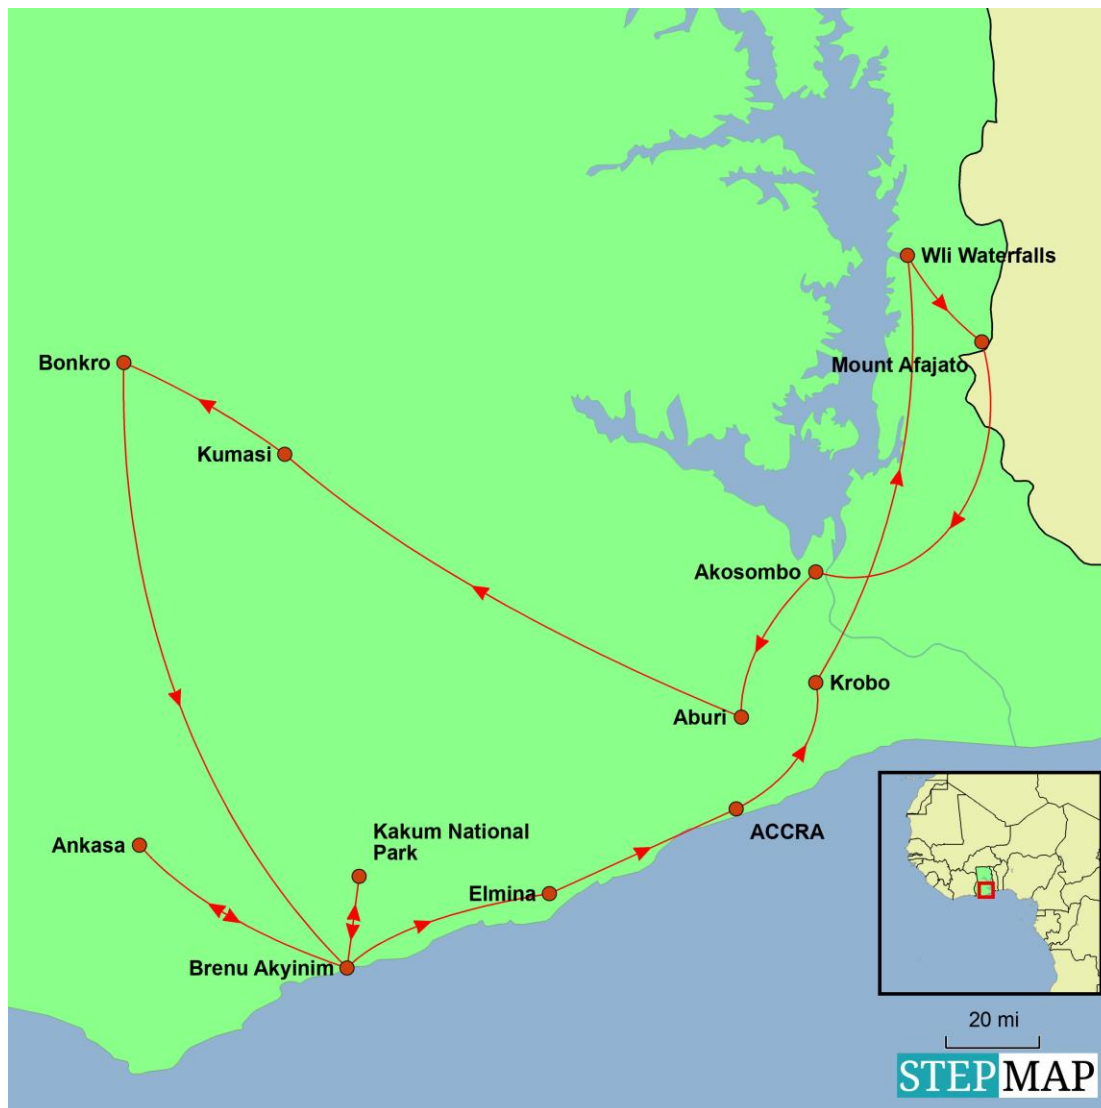 Wli Waterfalls
Mount Afajato
Bonkro
Kumasi
Akosombo
Krobo
Aburi
ACCRA
Kakum National
Park
Ankasa
Elmina
Brenu Akyinim
20 mi
STEPMAP